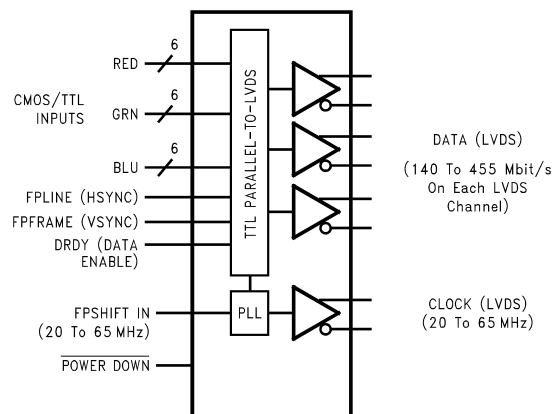 6
RED
6
CMOS/TTL
INPUTS
GRN
6
BLU
FPLINE (HSYNC)
FPFRAME (VSYNC)
DRDY (DATA
ENABLE)
FPSHIFT IN
(20 To 65 MHz)
POWER DOWN
TTL PARALLEL-TO-LVDS
PLL
DATA (LVDS)
(140 To 455 Mbit/s
On Each LVDS
Channel)
CLOCK (LVDS)
(20 To 65 MHz)